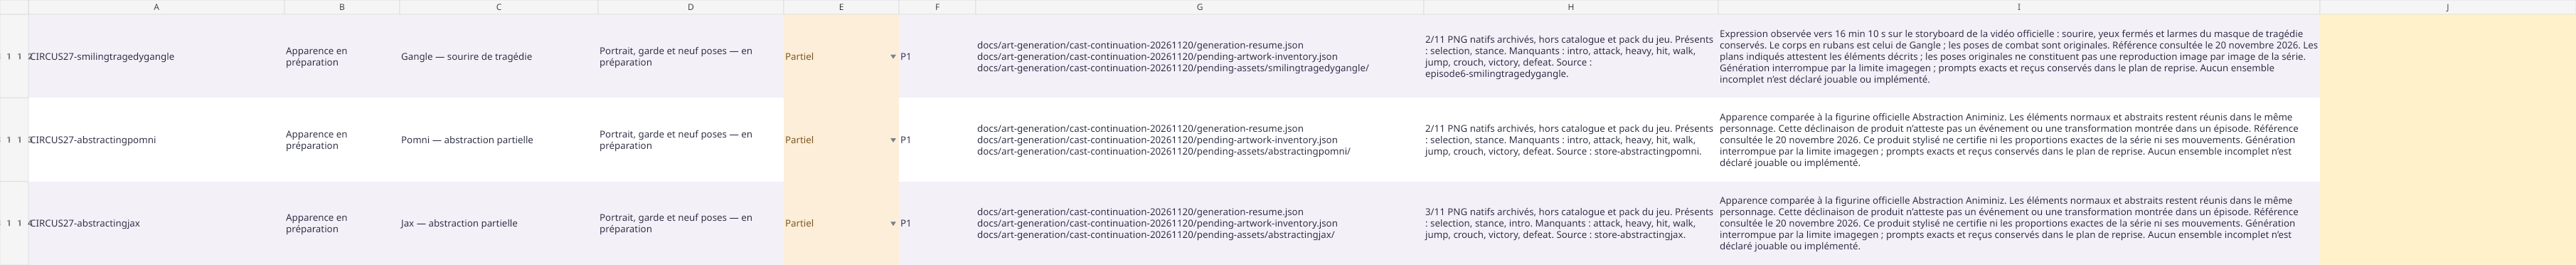 A B C D E F G H I J
CIRCUS27-smilingtragedygangle
Apparence en
préparation
Gangle — sourire de tragédie
Portrait, garde et neuf poses — en
préparation
Partiel
P1
docs/art-generation/cast-continuation-20261120/generation-resume.json
docs/art-generation/cast-continuation-20261120/pending-artwork-inventory.json
docs/art-generation/cast-continuation-20261120/pending-assets/smilingtragedygangle/
2/11 PNG natifs archivés, hors catalogue et pack du jeu. Présents
: selection, stance. Manquants : intro, attack, heavy, hit, walk,
jump, crouch, victory, defeat. Source :
episode6-smilingtragedygangle.
Expression observée vers 16 min 10 s sur le storyboard de la vidéo officielle : sourire, yeux fermés et larmes du masque de tragédie
conservés. Le corps en rubans est celui de Gangle ; les poses de combat sont originales. Référence consultée le 20 novembre 2026. Les
plans indiqués attestent les éléments décrits ; les poses originales ne constituent pas une reproduction image par image de la série.
Génération interrompue par la limite imagegen ; prompts exacts et reçus conservés dans le plan de reprise. Aucun ensemble
incomplet n’est déclaré jouable ou implémenté.
CIRCUS27-abstractingpomni
Apparence en
préparation
Pomni — abstraction partielle
Portrait, garde et neuf poses — en
préparation
Partiel
P1
docs/art-generation/cast-continuation-20261120/generation-resume.json
docs/art-generation/cast-continuation-20261120/pending-artwork-inventory.json
docs/art-generation/cast-continuation-20261120/pending-assets/abstractingpomni/
2/11 PNG natifs archivés, hors catalogue et pack du jeu. Présents
: selection, stance. Manquants : intro, attack, heavy, hit, walk,
jump, crouch, victory, defeat. Source : store-abstractingpomni.
Apparence comparée à la figurine officielle Abstraction Animiniz. Les éléments normaux et abstraits restent réunis dans le même
personnage. Cette déclinaison de produit n’atteste pas un événement ou une transformation montrée dans un épisode. Référence
consultée le 20 novembre 2026. Ce produit stylisé ne certifie ni les proportions exactes de la série ni ses mouvements. Génération
interrompue par la limite imagegen ; prompts exacts et reçus conservés dans le plan de reprise. Aucun ensemble incomplet n’est
déclaré jouable ou implémenté.
CIRCUS27-abstractingjax
Apparence en
préparation
Jax — abstraction partielle
Portrait, garde et neuf poses — en
préparation
Partiel
P1
docs/art-generation/cast-continuation-20261120/generation-resume.json
docs/art-generation/cast-continuation-20261120/pending-artwork-inventory.json
docs/art-generation/cast-continuation-20261120/pending-assets/abstractingjax/
3/11 PNG natifs archivés, hors catalogue et pack du jeu. Présents
: selection, stance, intro. Manquants : attack, heavy, hit, walk,
jump, crouch, victory, defeat. Source : store-abstractingjax.
Apparence comparée à la figurine officielle Abstraction Animiniz. Les éléments normaux et abstraits restent réunis dans le même
personnage. Cette déclinaison de produit n’atteste pas un événement ou une transformation montrée dans un épisode. Référence
consultée le 20 novembre 2026. Ce produit stylisé ne certifie ni les proportions exactes de la série ni ses mouvements. Génération
interrompue par la limite imagegen ; prompts exacts et reçus conservés dans le plan de reprise. Aucun ensemble incomplet n’est
déclaré jouable ou implémenté.